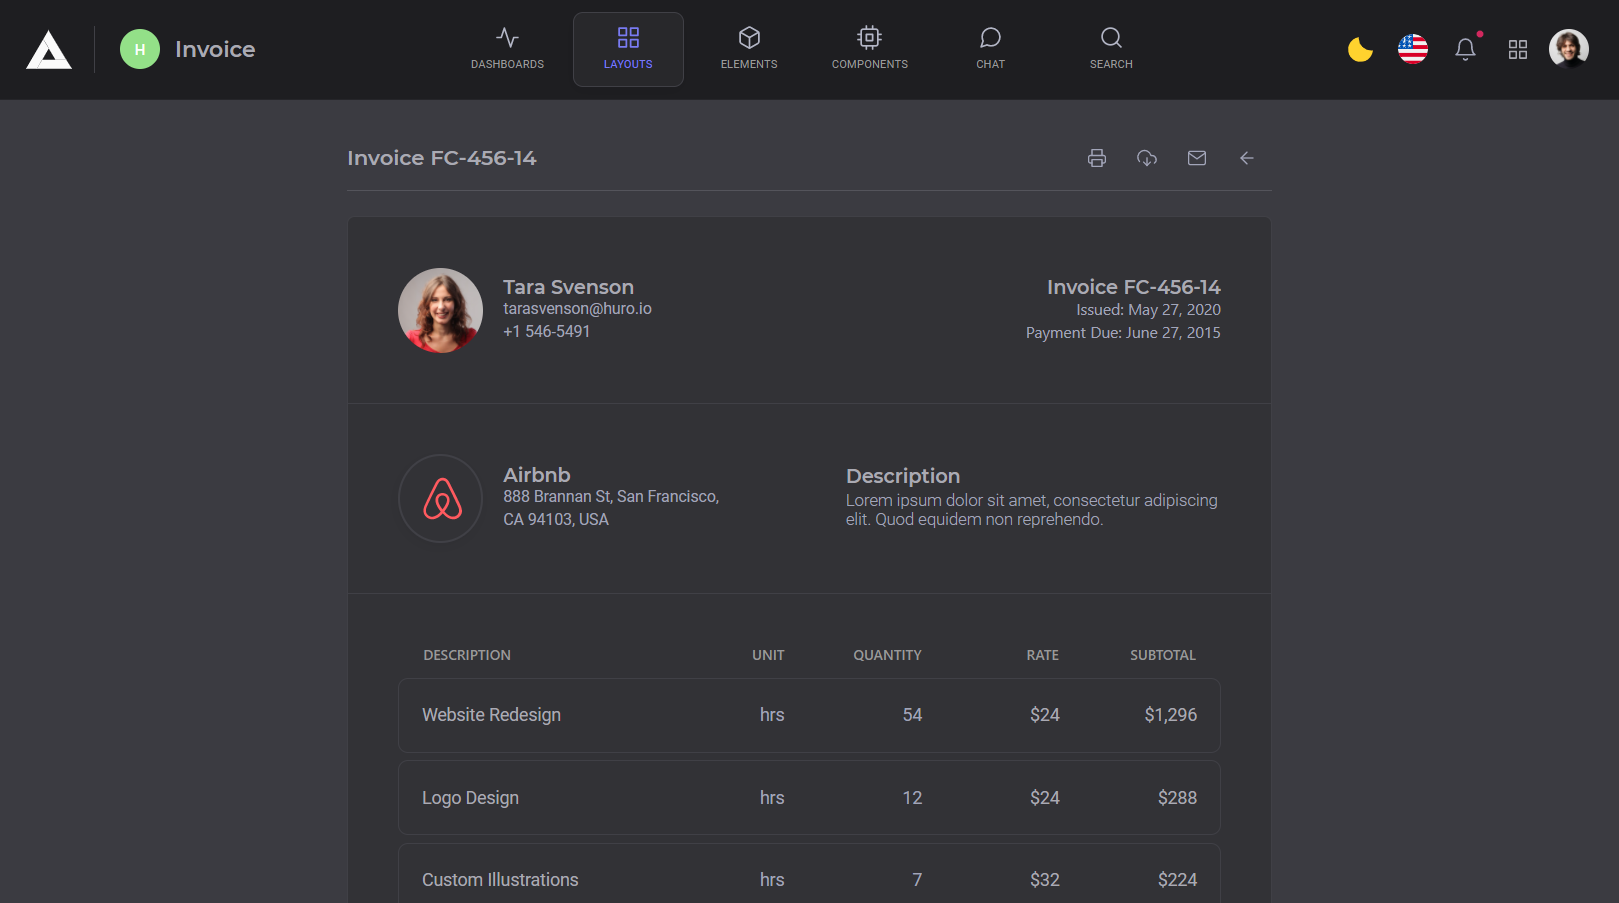 H
Invoice
DASHBOARDS
LAYOUTS
ELEMENTS
COMPONENTS
CHAT
SEARCH
Invoice FC-456-14
Tara Svenson
tarasvenson@huro.io
+1 546-5491
Invoice FC-456-14
Issued: May 27, 2020
Payment Due: June 27, 2015
Airbnb
888 Brannan St, San Francisco,
CA 94103, USA
Description
Lorem ipsum dolor sit amet, consectetur adipiscing
elit. Quod equidem non reprehendo.
DESCRIPTION UNIT QUANTITY RATE SUBTOTAL
Website Redesign hrs 54 $24 $1,296
Logo Design hrs 12 $24 $288
Custom Illustrations hrs 7 $32 $224